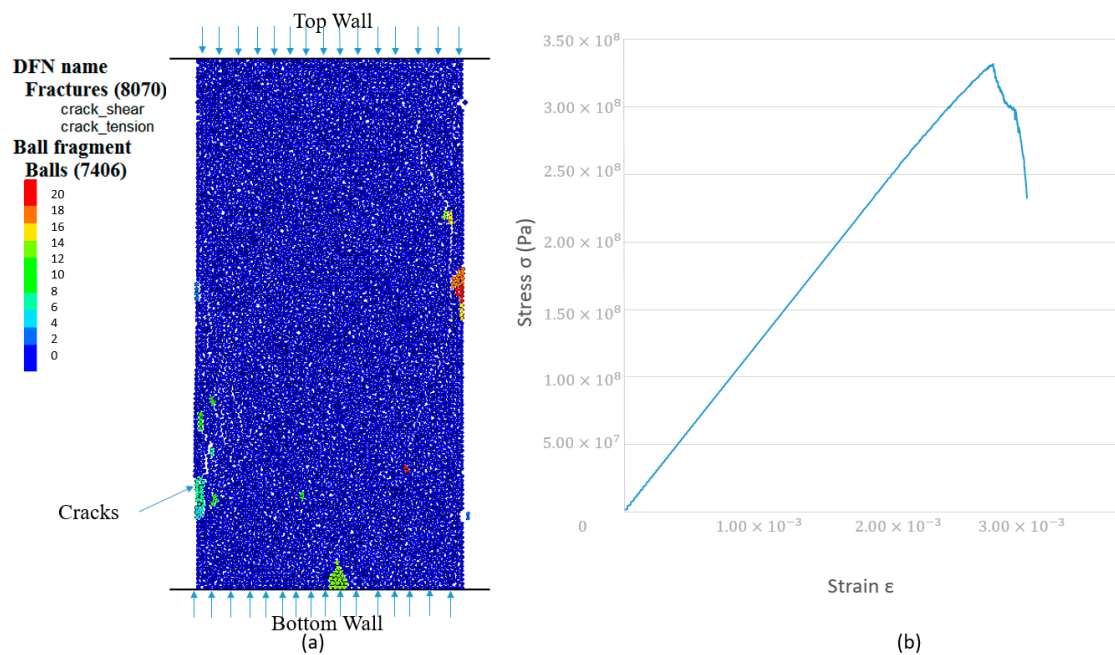 Top Wall
DFN name
Fractures (8070)
crack_shear
crack_tension
Ball fragment
Balls (7406)
20
18
16
14
12
10
8
6
4
2
0
Cracks
Bottom Wall
(a)
3.50 × 10⁸
3.00 × 10⁸
2.50 × 10⁸
2.00 × 10⁸
1.50 × 10⁸
1.00 × 10⁸
5.00 × 10⁷
0
1.00 × 10⁻³
2.00 × 10⁻³
3.00 × 10⁻³
Stress σ (Pa)
Strain ε
(b)